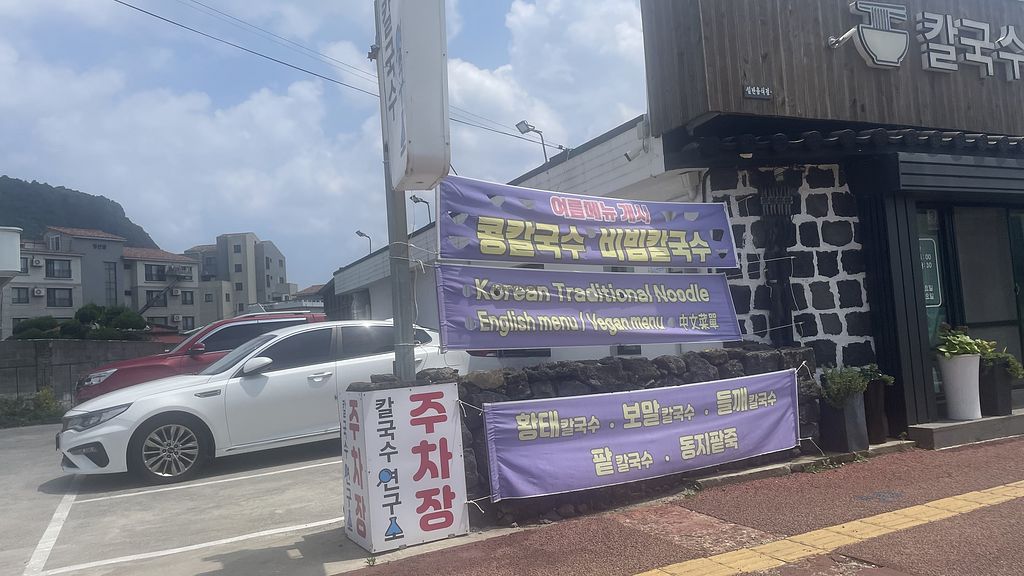 칼국수
여름메뉴 개시
콩칼국수 비빔칼국수
Korean Traditional Noodle
English menu / Vegan menu 中文菜單
황태칼국수 · 보말칼국수 · 들깨칼국수
팥칼국수 · 동지팥죽
주차장
칼국수 연구소
주차장